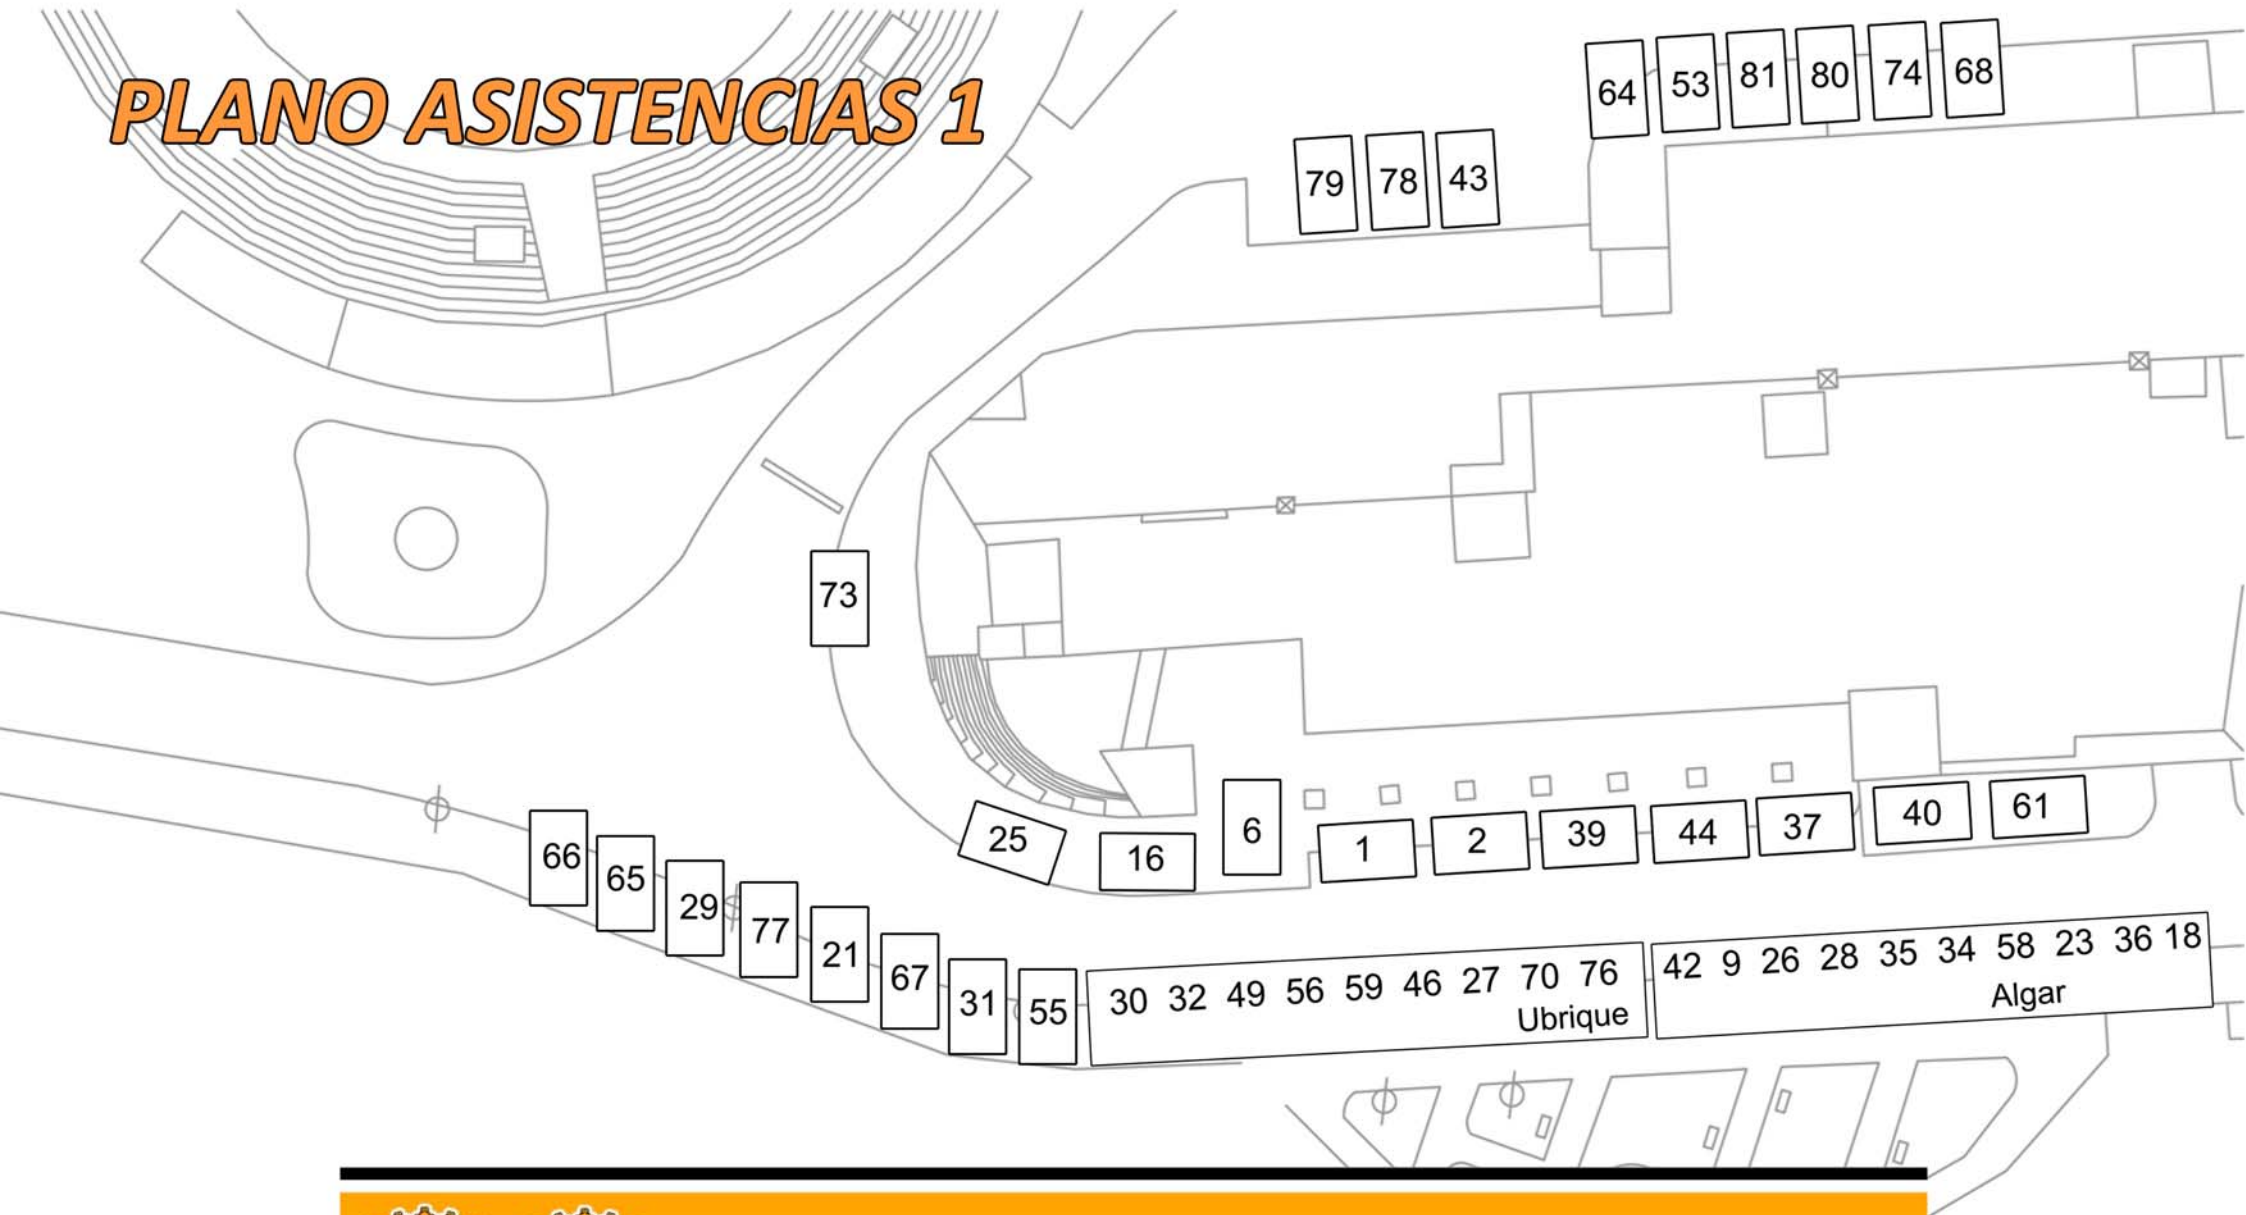 PLANO ASISTENCIAS 1
64 53 81 80 74 68
79 78 43
73
25 16 6 1 2 39 44 37 40 61
66 65 29 77 21 67 31 55
30 32 49 56 59 46 27 70 76
Ubrique
42 9 26 28 35 34 58 23 36 18
Algar